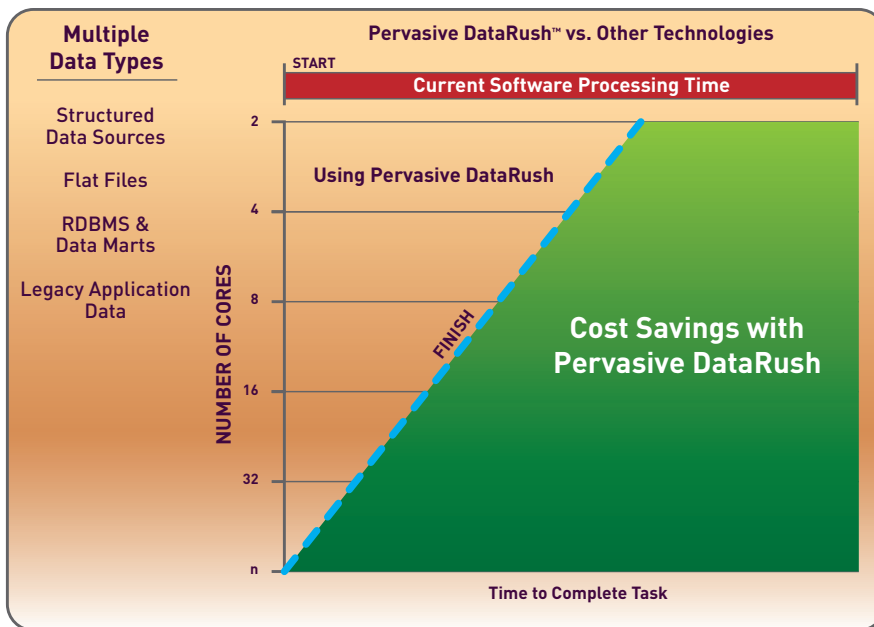 Multiple
Data Types
Structured
Data Sources
Flat Files
RDBMS &
Data Marts
Legacy Application
Data
Pervasive DataRush™ vs. Other Technologies
START
Current Software Processing Time
Using Pervasive DataRush
NUMBER OF CORES
2
4
8
16
32
n
FINISH
Cost Savings with
Pervasive DataRush
Time to Complete Task